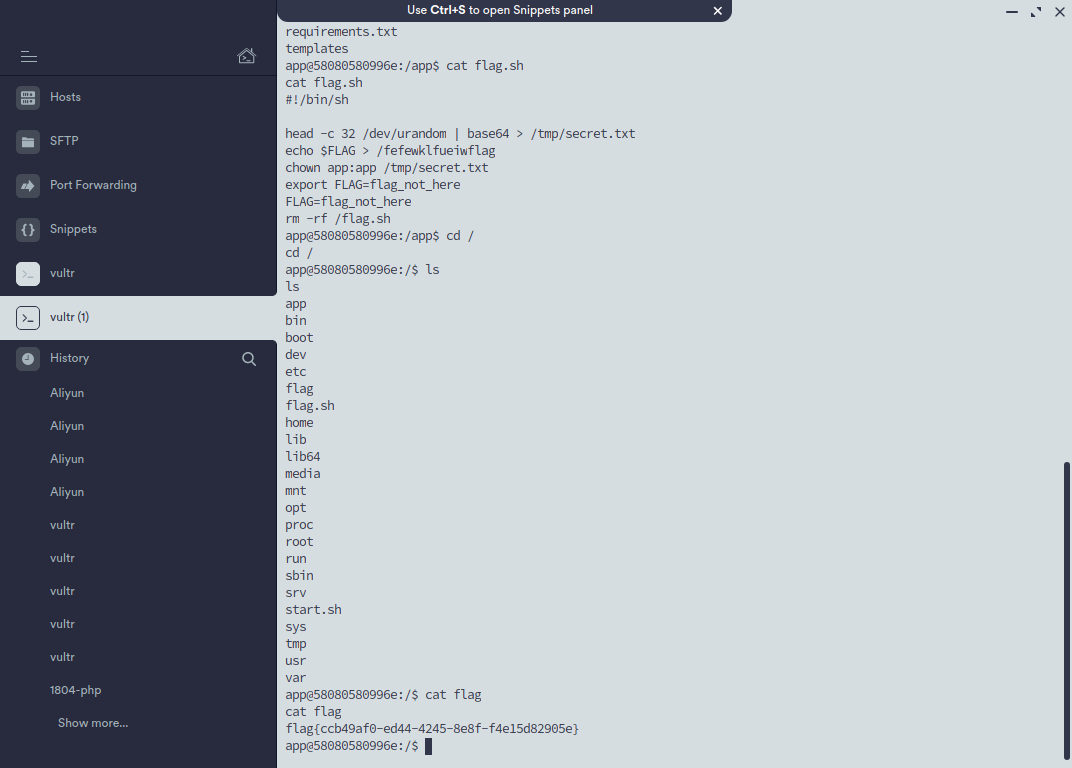 Use Ctrl+S to open Snippets panel
Hosts
SFTP
Port Forwarding
Snippets
vultr
vultr (1)
History
Aliyun
Aliyun
Aliyun
Aliyun
vultr
vultr
vultr
vultr
vultr
1804-php
Show more...
requirements.txt
templates
app@58080580996e:/app$ cat flag.sh
cat flag.sh
#!/bin/sh
head -c 32 /dev/urandom | base64 > /tmp/secret.txt
echo $FLAG > /fefewklfueiwflag
chown app:app /tmp/secret.txt
export FLAG=flag_not_here
FLAG=flag_not_here
rm -rf /flag.sh
app@58080580996e:/app$ cd /
cd /
app@58080580996e:/$ ls
ls
app
bin
boot
dev
etc
flag
flag.sh
home
lib
lib64
media
mnt
opt
proc
root
run
sbin
srv
start.sh
sys
tmp
usr
var
app@58080580996e:/$ cat flag
cat flag
flag{ccb49af0-ed44-4245-8e8f-f4e15d82905e}
app@58080580996e:/$